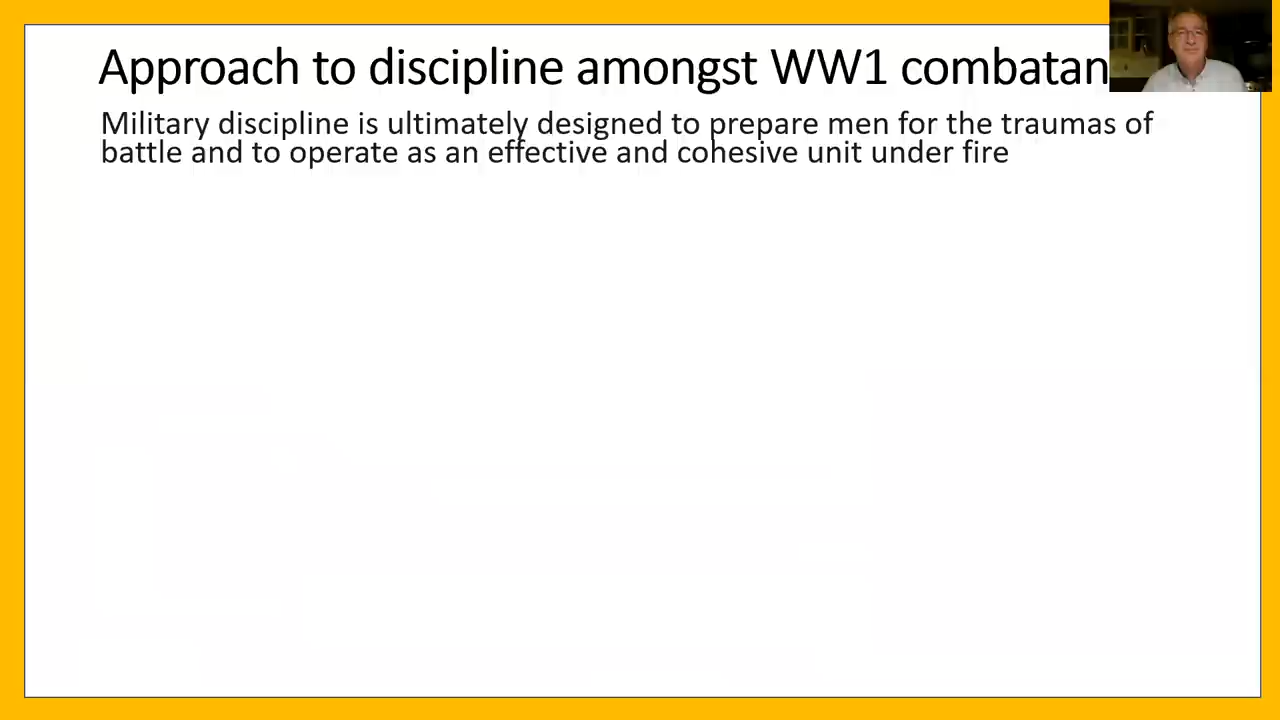 Approach to discipline amongst WW1 combatan
Military discipline is ultimately designed to prepare men for the traumas of
battle and to operate as an effective and cohesive unit under fire